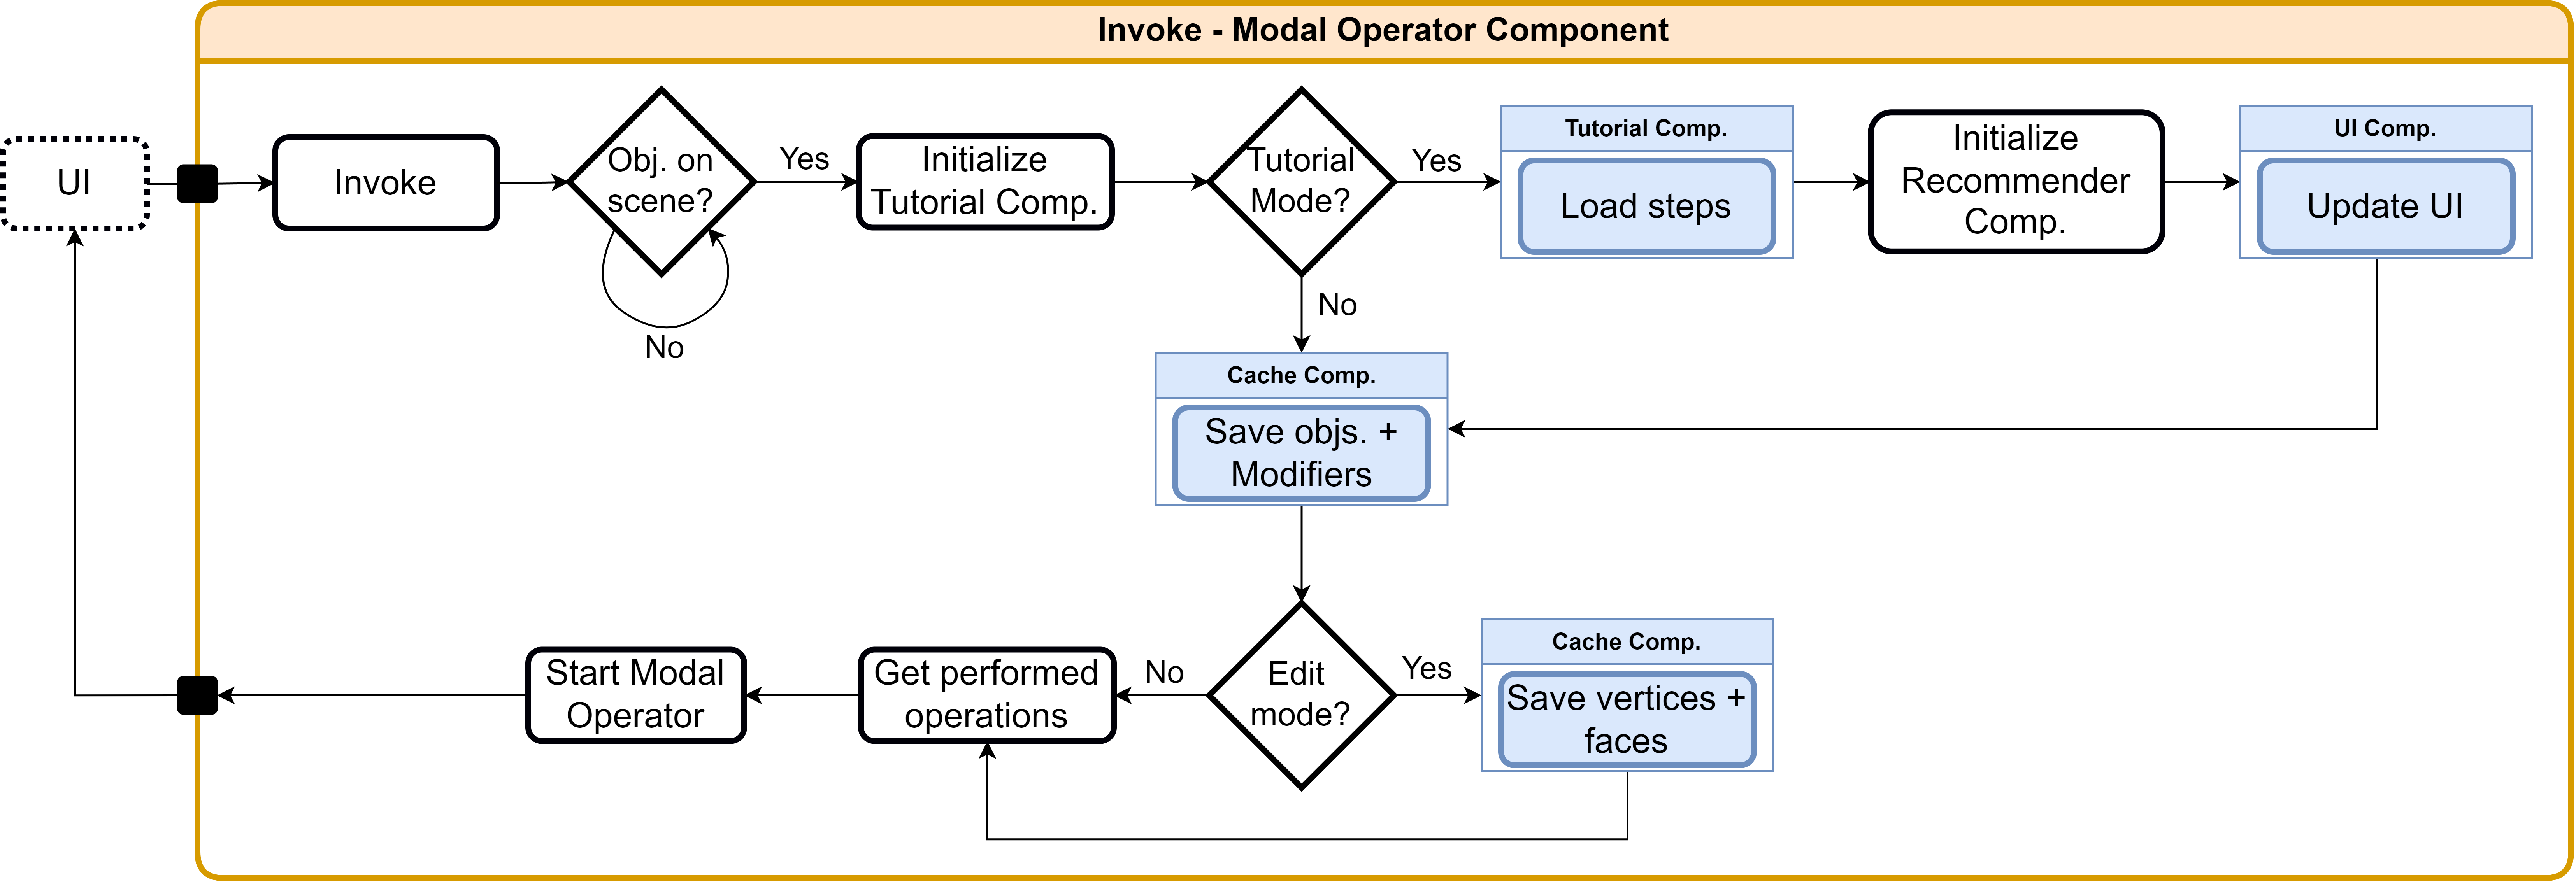 Invoke - Modal Operator Component
UI
Invoke
Obj. on
scene?
Yes
No
Initialize
Tutorial Comp.
Tutorial
Mode?
Yes
No
Tutorial Comp.
Load steps
Initialize
Recommender
Comp.
UI Comp.
Update UI
Cache Comp.
Save objs. +
Modifiers
Edit
mode?
Yes
No
Cache Comp.
Save vertices +
faces
Get performed
operations
Start Modal
Operator